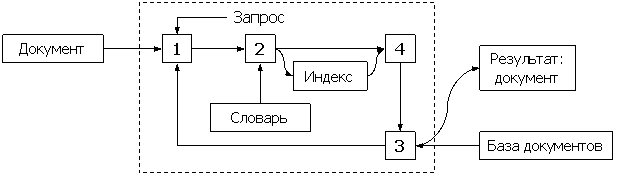 Запрос
Документ
1
2
4
Индекс
Результат:
документ
Словарь
3
База документов